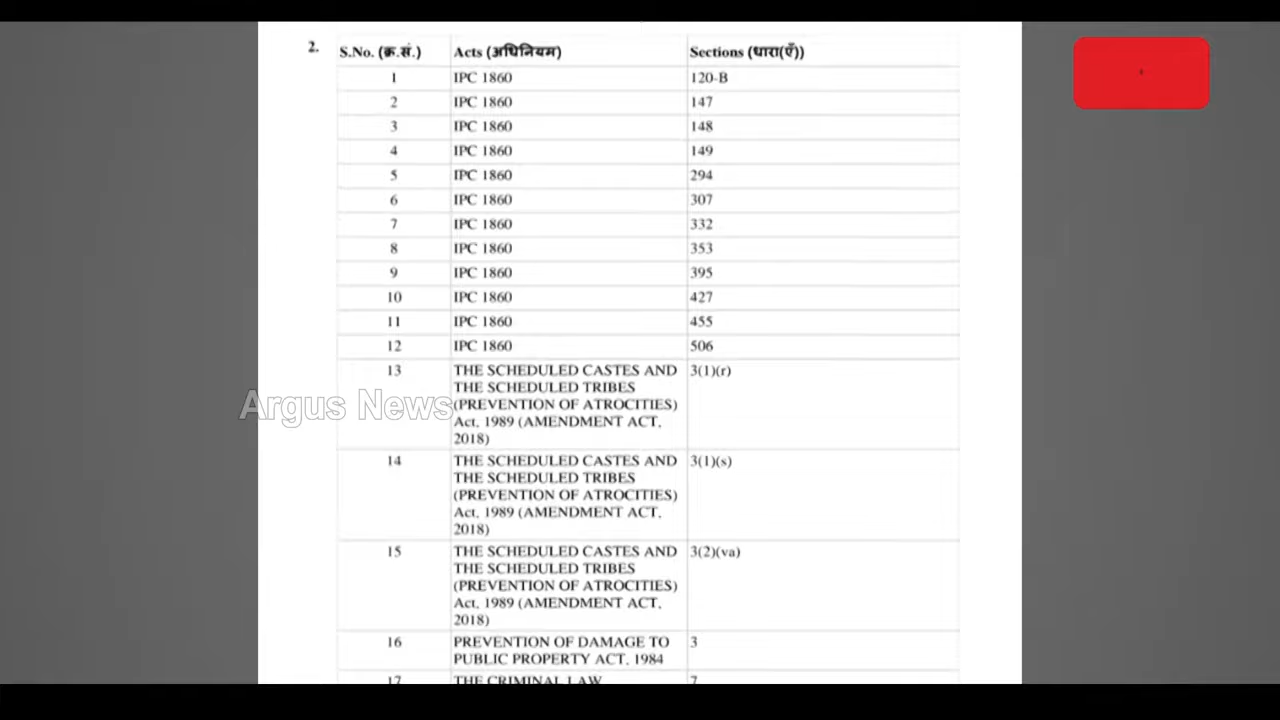 2. S.No. (क्र.सं.) Acts (अधिनियम) Sections (धारा(एँ))
1 IPC 1860 120-B
2 IPC 1860 147
3 IPC 1860 148
4 IPC 1860 149
5 IPC 1860 294
6 IPC 1860 307
7 IPC 1860 332
8 IPC 1860 353
9 IPC 1860 395
10 IPC 1860 427
11 IPC 1860 455
12 IPC 1860 506
13 THE SCHEDULED CASTES AND 3(1)(r)
THE SCHEDULED TRIBES
(PREVENTION OF ATROCITIES)
Act, 1989 (AMENDMENT ACT,
2018)
Argus News
14 THE SCHEDULED CASTES AND 3(1)(s)
THE SCHEDULED TRIBES
(PREVENTION OF ATROCITIES)
Act, 1989 (AMENDMENT ACT,
2018)
15 THE SCHEDULED CASTES AND 3(2)(va)
THE SCHEDULED TRIBES
(PREVENTION OF ATROCITIES)
Act, 1989 (AMENDMENT ACT,
2018)
16 PREVENTION OF DAMAGE TO 3
PUBLIC PROPERTY ACT, 1984
17 THE CRIMINAL LAW 7